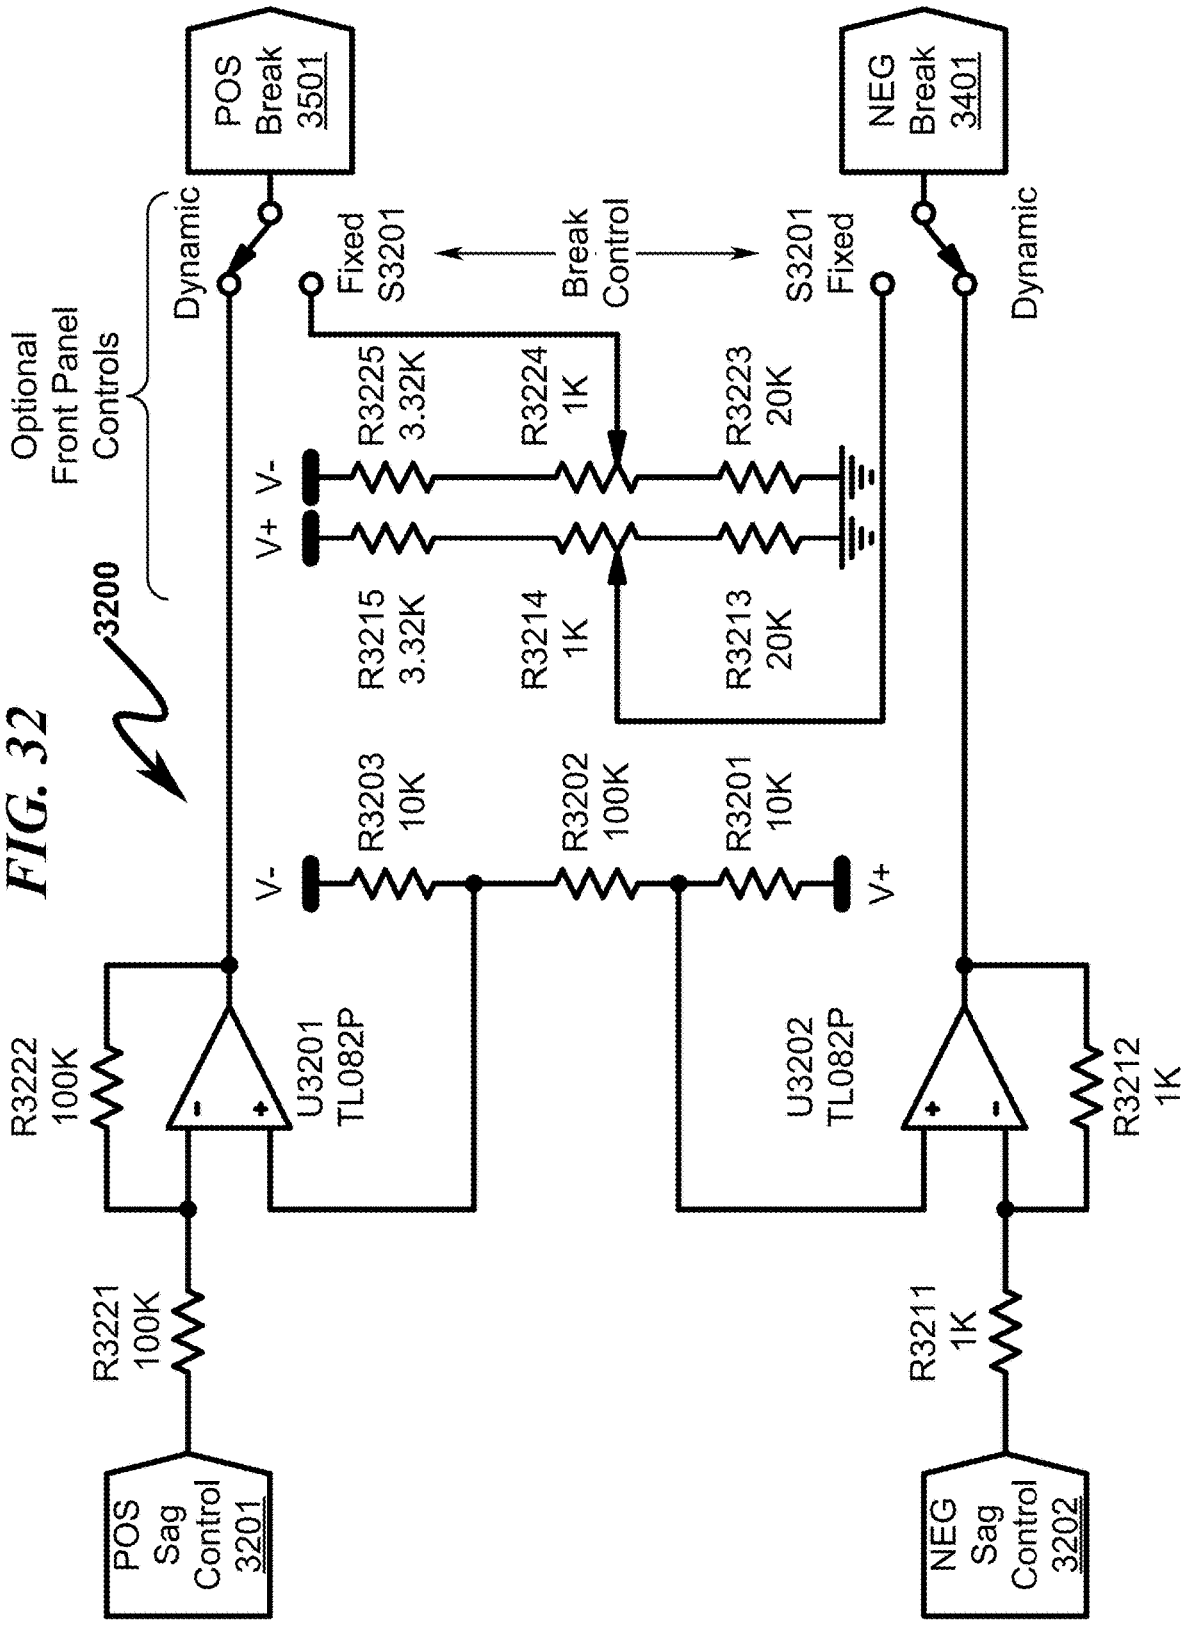 FIG. 32
3200
Optional
Front Panel
Controls
POS
Sag
Control
3201
R3221
100K
R3222
100K
-
+
U3201
TL082P
Dynamic
Fixed
S3201
POS
Break
3501
V-
R3203
10K
R3202
100K
R3201
10K
V+
V+
R3215
3.32K
R3214
1K
R3213
20K
V-
R3225
3.32K
R3224
1K
R3223
20K
Break
Control
NEG
Sag
Control
3202
R3211
1K
R3212
1K
+
-
U3202
TL082P
S3201
Fixed
Dynamic
NEG
Break
3401